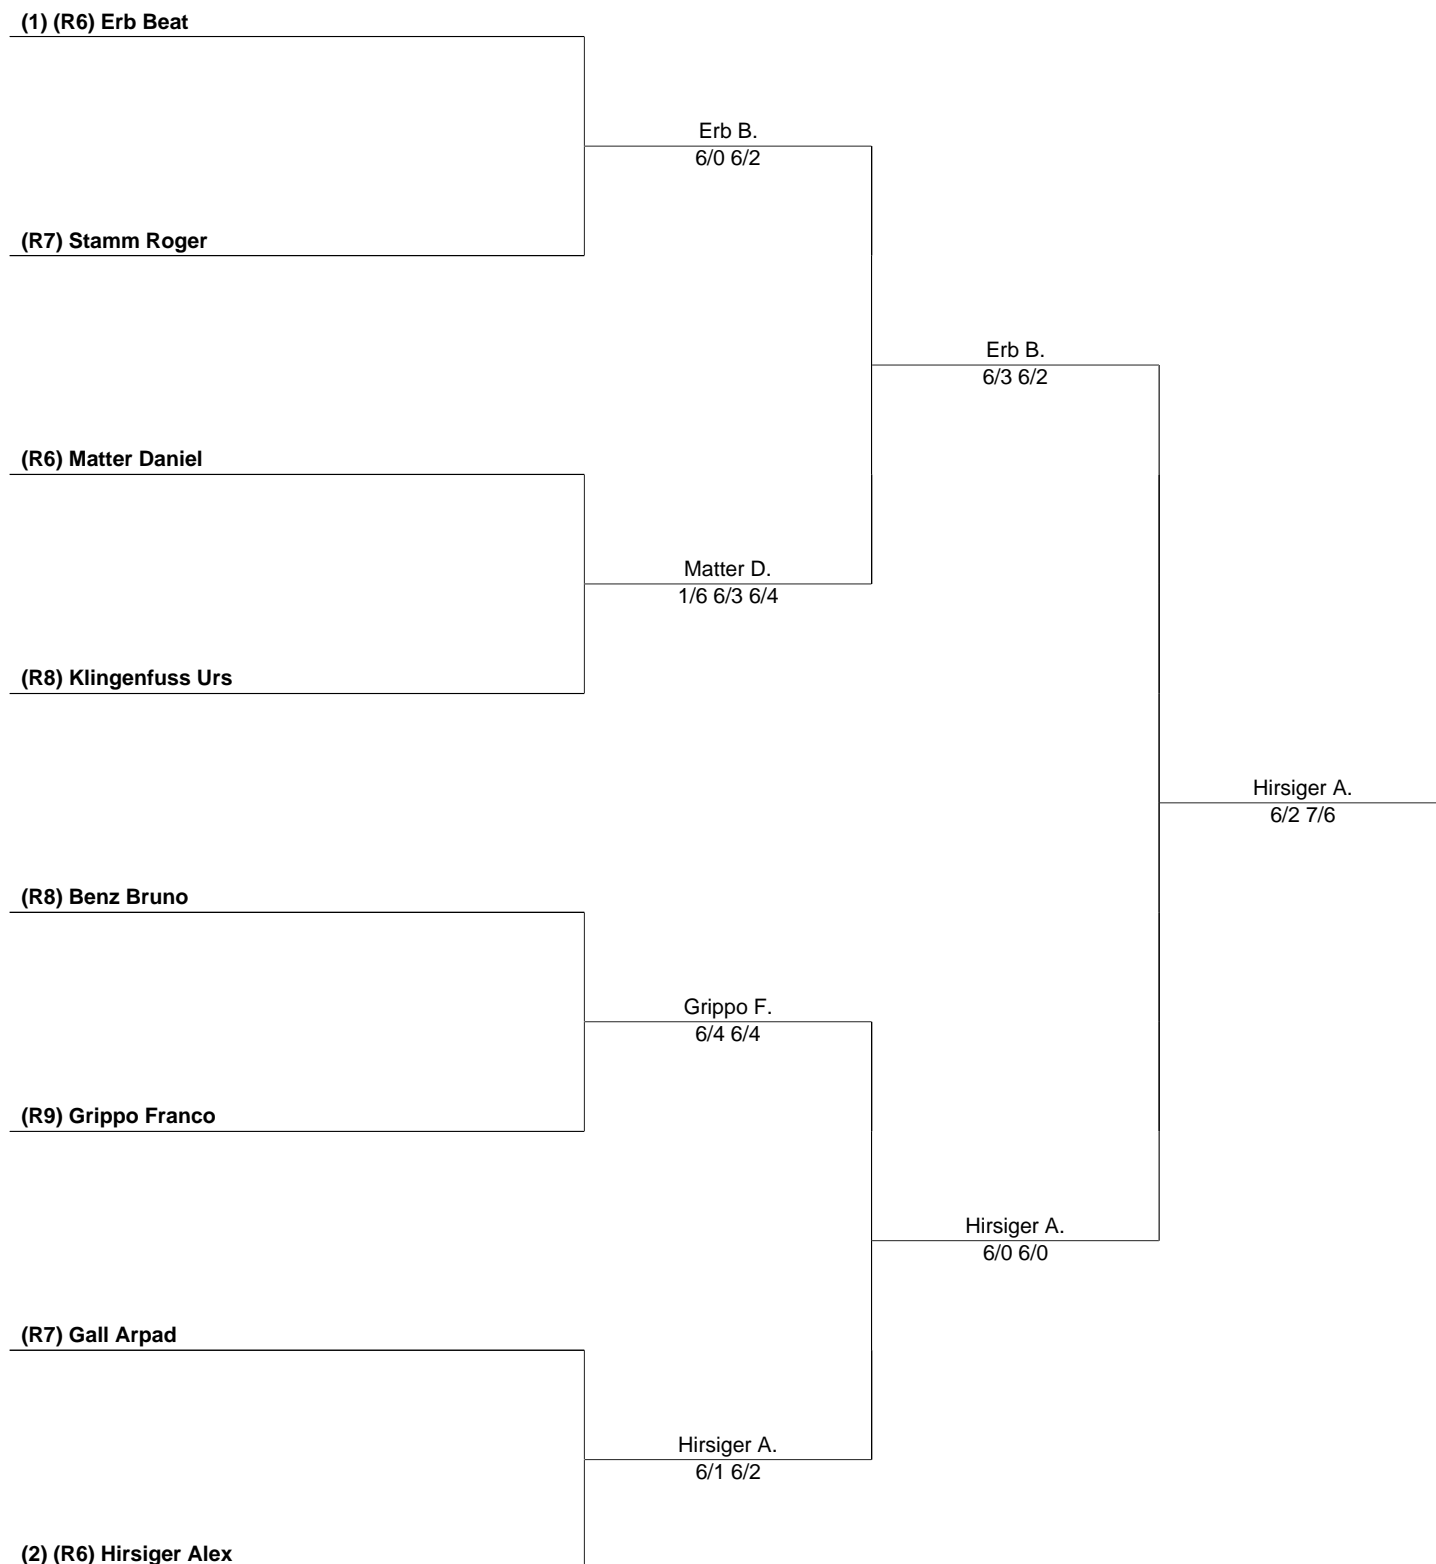 (1) (R6) Erb Beat
Erb B.
6/0 6/2
(R7) Stamm Roger
Erb B.
6/3 6/2
(R6) Matter Daniel
Matter D.
1/6 6/3 6/4
(R8) Klingenfuss Urs
Hirsiger A.
6/2 7/6
(R8) Benz Bruno
Grippo F.
6/4 6/4
(R9) Grippo Franco
Hirsiger A.
6/0 6/0
(R7) Gall Arpad
Hirsiger A.
6/1 6/2
(2) (R6) Hirsiger Alex